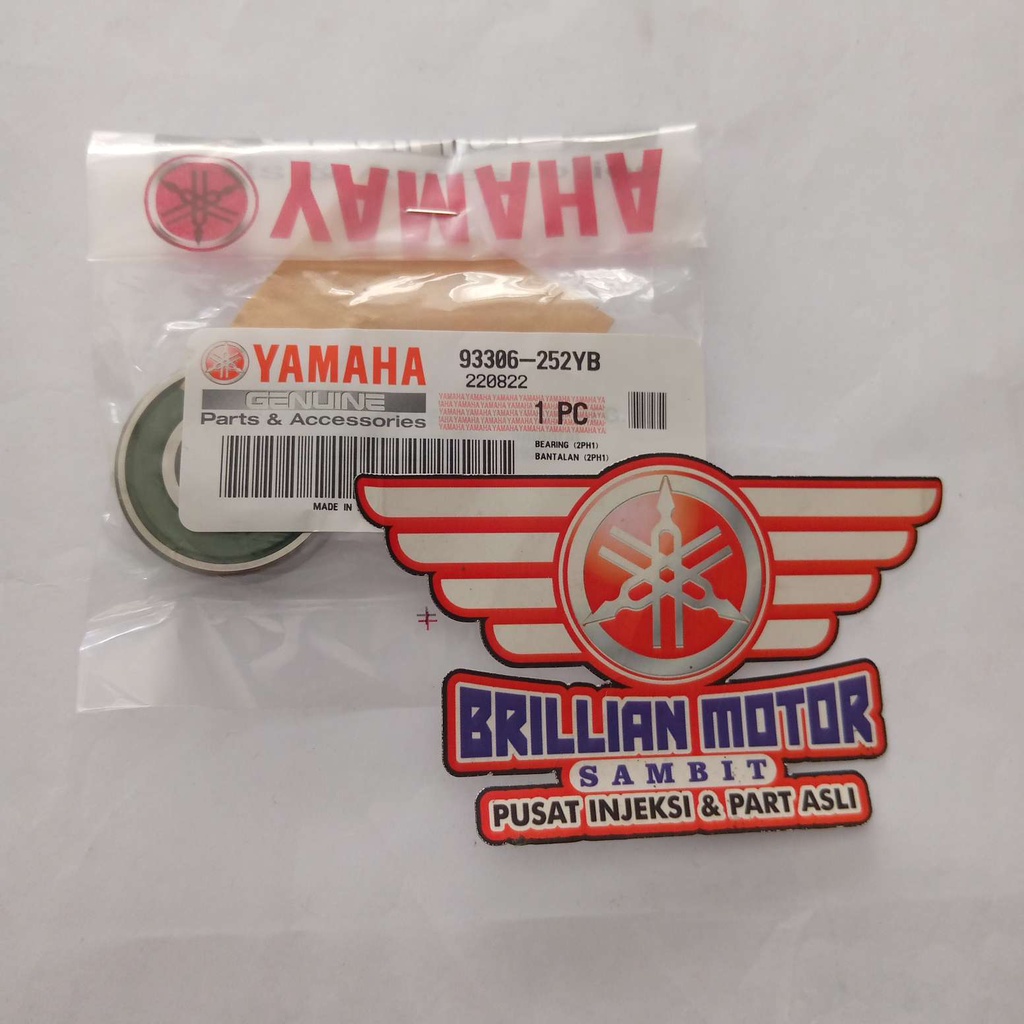 YAMAHA
YAMAHA 93306-252YB
220822
GENUINE
Parts & Accessories
1 PC
BEARING (2PH1)
BANTALAN (2PH1)
MADE IN
BRILLIAN MOTOR
SAMBIT
PUSAT INJEKSI & PART ASLI